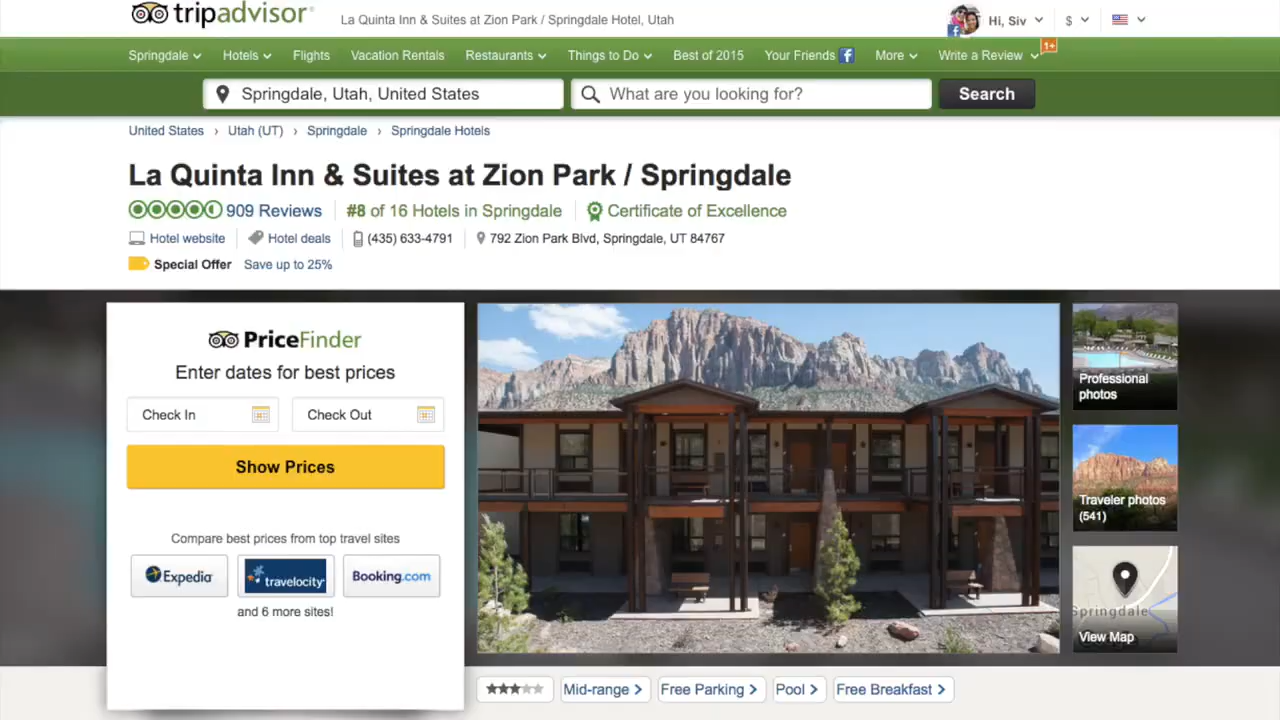 tripadvisor®
La Quinta Inn & Suites at Zion Park / Springdale Hotel, Utah
Hi, Siv
$
Springdale
Hotels
Flights
Vacation Rentals
Restaurants
Things to Do
Best of 2015
Your Friends
More
Write a Review
1+
Springdale, Utah, United States
What are you looking for?
Search
United States › Utah (UT) › Springdale › Springdale Hotels
La Quinta Inn & Suites at Zion Park / Springdale
909 Reviews
#8 of 16 Hotels in Springdale
Certificate of Excellence
Hotel website
Hotel deals
(435) 633-4791
792 Zion Park Blvd, Springdale, UT 84767
Special Offer Save up to 25%
PriceFinder
Enter dates for best prices
Check In
Check Out
Show Prices
Compare best prices from top travel sites
Expedia
travelocity
Booking.com
and 6 more sites!
Professional
photos
Traveler photos
(541)
Springdale
View Map
Mid-range
Free Parking
Pool
Free Breakfast